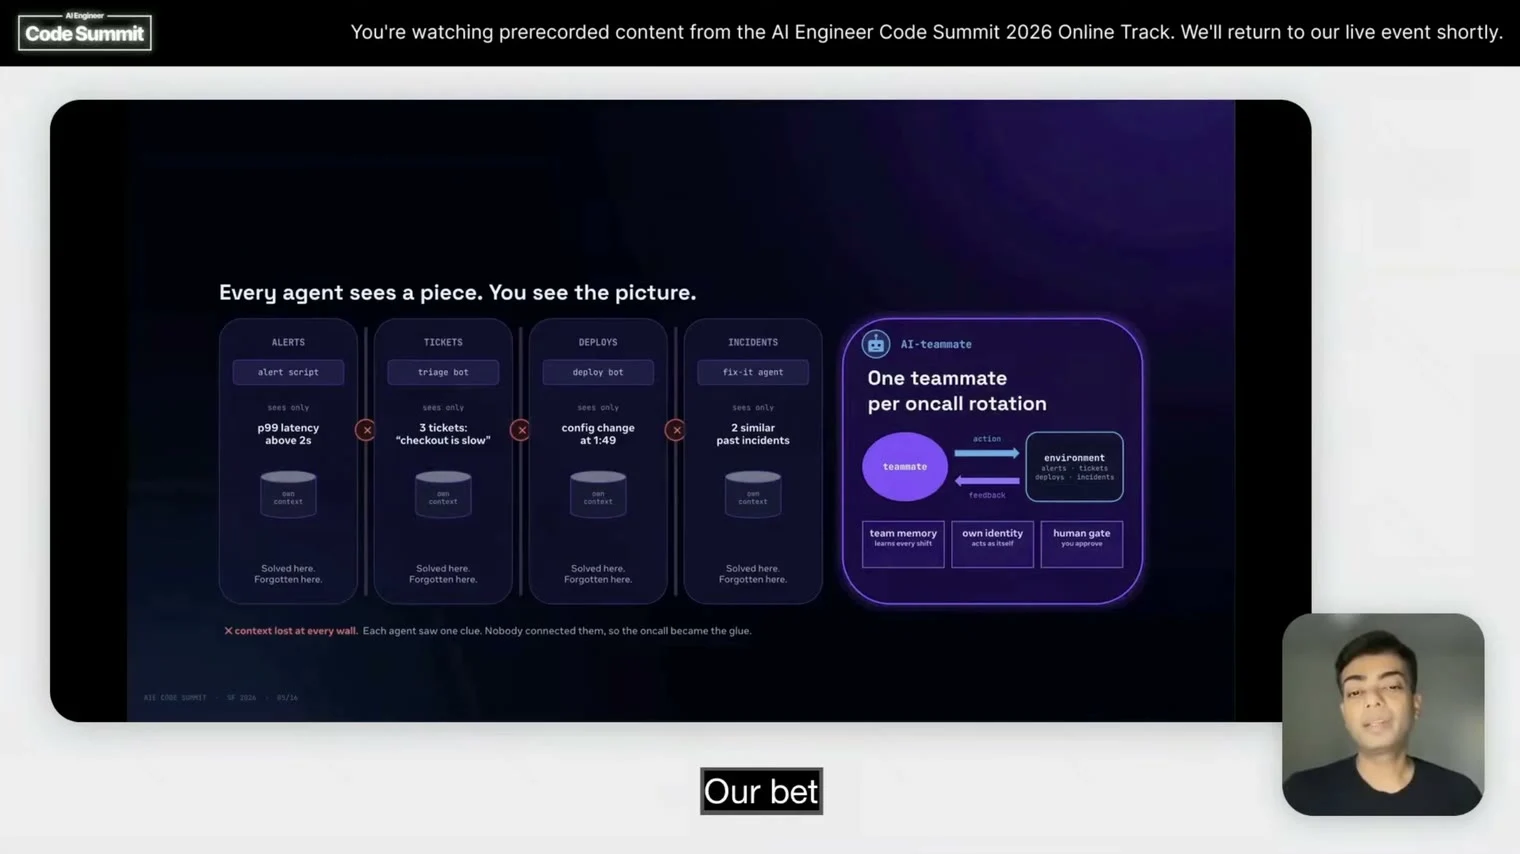 AI Engineer
Code Summit
You're watching prerecorded content from the AI Engineer Code Summit 2026 Online Track. We'll return to our live event shortly.
Every agent sees a piece. You see the picture.
ALERTS
alert script
sees only
p99 latency
above 2s
own
context
Solved here.
Forgotten here.
TICKETS
triage bot
sees only
3 tickets:
“checkout is slow”
own
context
Solved here.
Forgotten here.
DEPLOYS
deploy bot
sees only
config change
at 1:49
own
context
Solved here.
Forgotten here.
INCIDENTS
fix-it agent
sees only
2 similar
past incidents
own
context
Solved here.
Forgotten here.
AI-teammate
One teammate
per oncall rotation
teammate
action
feedback
environment
alerts · tickets
deploys · incidents
team memory
learns every shift
own identity
acts as itself
human gate
you approve
✕ context lost at every wall. Each agent saw one clue. Nobody connected them, so the oncall became the glue.
AIE CODE SUMMIT · SF 2026 · 05/16
Our bet